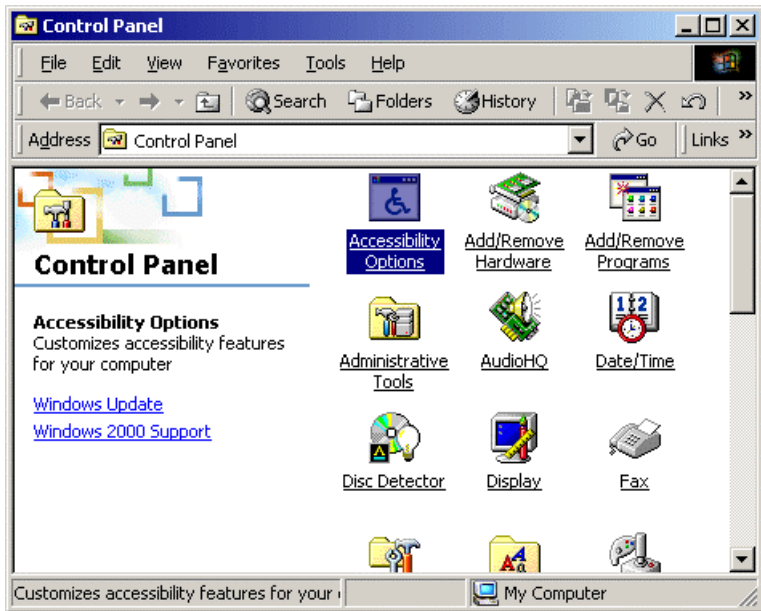 Control Panel
File Edit View Favorites Tools Help
Back Search Folders History »
Address Control Panel Go Links »
Control Panel
Accessibility Options
Customizes accessibility features
for your computer
Windows Update
Windows 2000 Support
Accessibility
Options
Add/Remove
Hardware
Add/Remove
Programs
Administrative
Tools
AudioHQ
Date/Time
Disc Detector
Display
Fax
Customizes accessibility features for your
My Computer